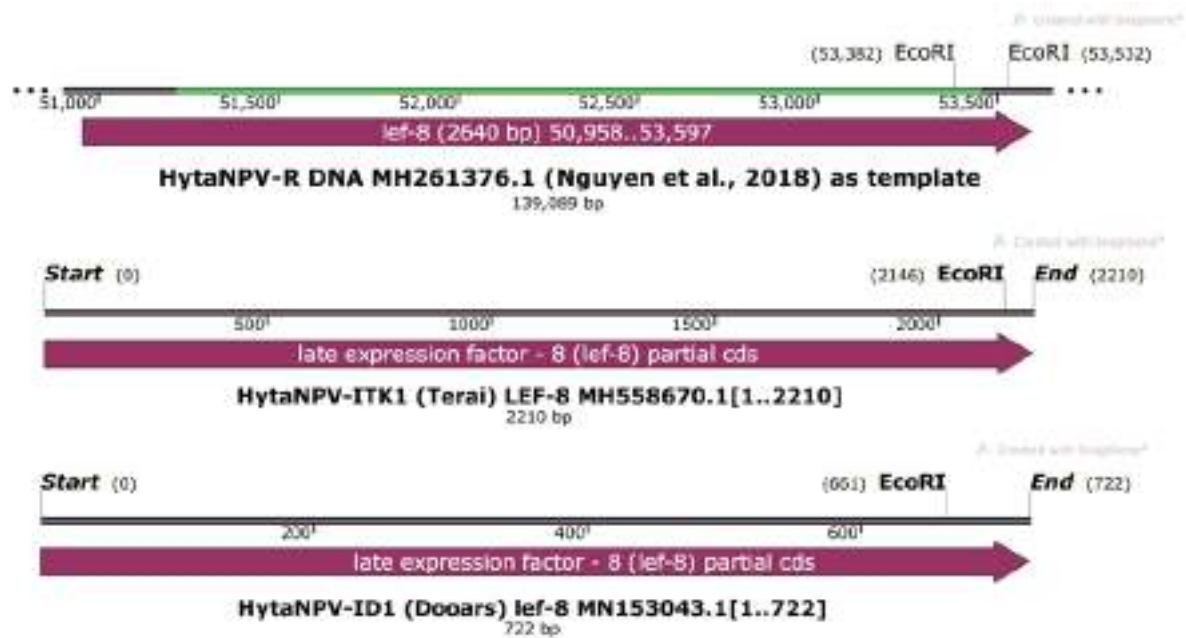 (53,382) EcoRI EcoRI (53,532)
... 51,000 51,500 52,000 52,500 53,000 53,500 ...
lef-8 (2640 bp) 50,958..53,597
HytaNPV-R DNA MH261376.1 (Nguyen et al., 2018) as template
139,089 bp
Start (0) (2146) EcoRI End (2210)
500 1000 1500 2000
late expression factor - 8 (lef-8) partial cds
HytaNPV-ITK1 (Terai) LEF-8 MH558670.1[1..2210]
2210 bp
Start (0) (661) EcoRI End (722)
200 400 600
late expression factor - 8 (lef-8) partial cds
HytaNPV-ID1 (Dooars) lef-8 MN153043.1[1..722]
722 bp